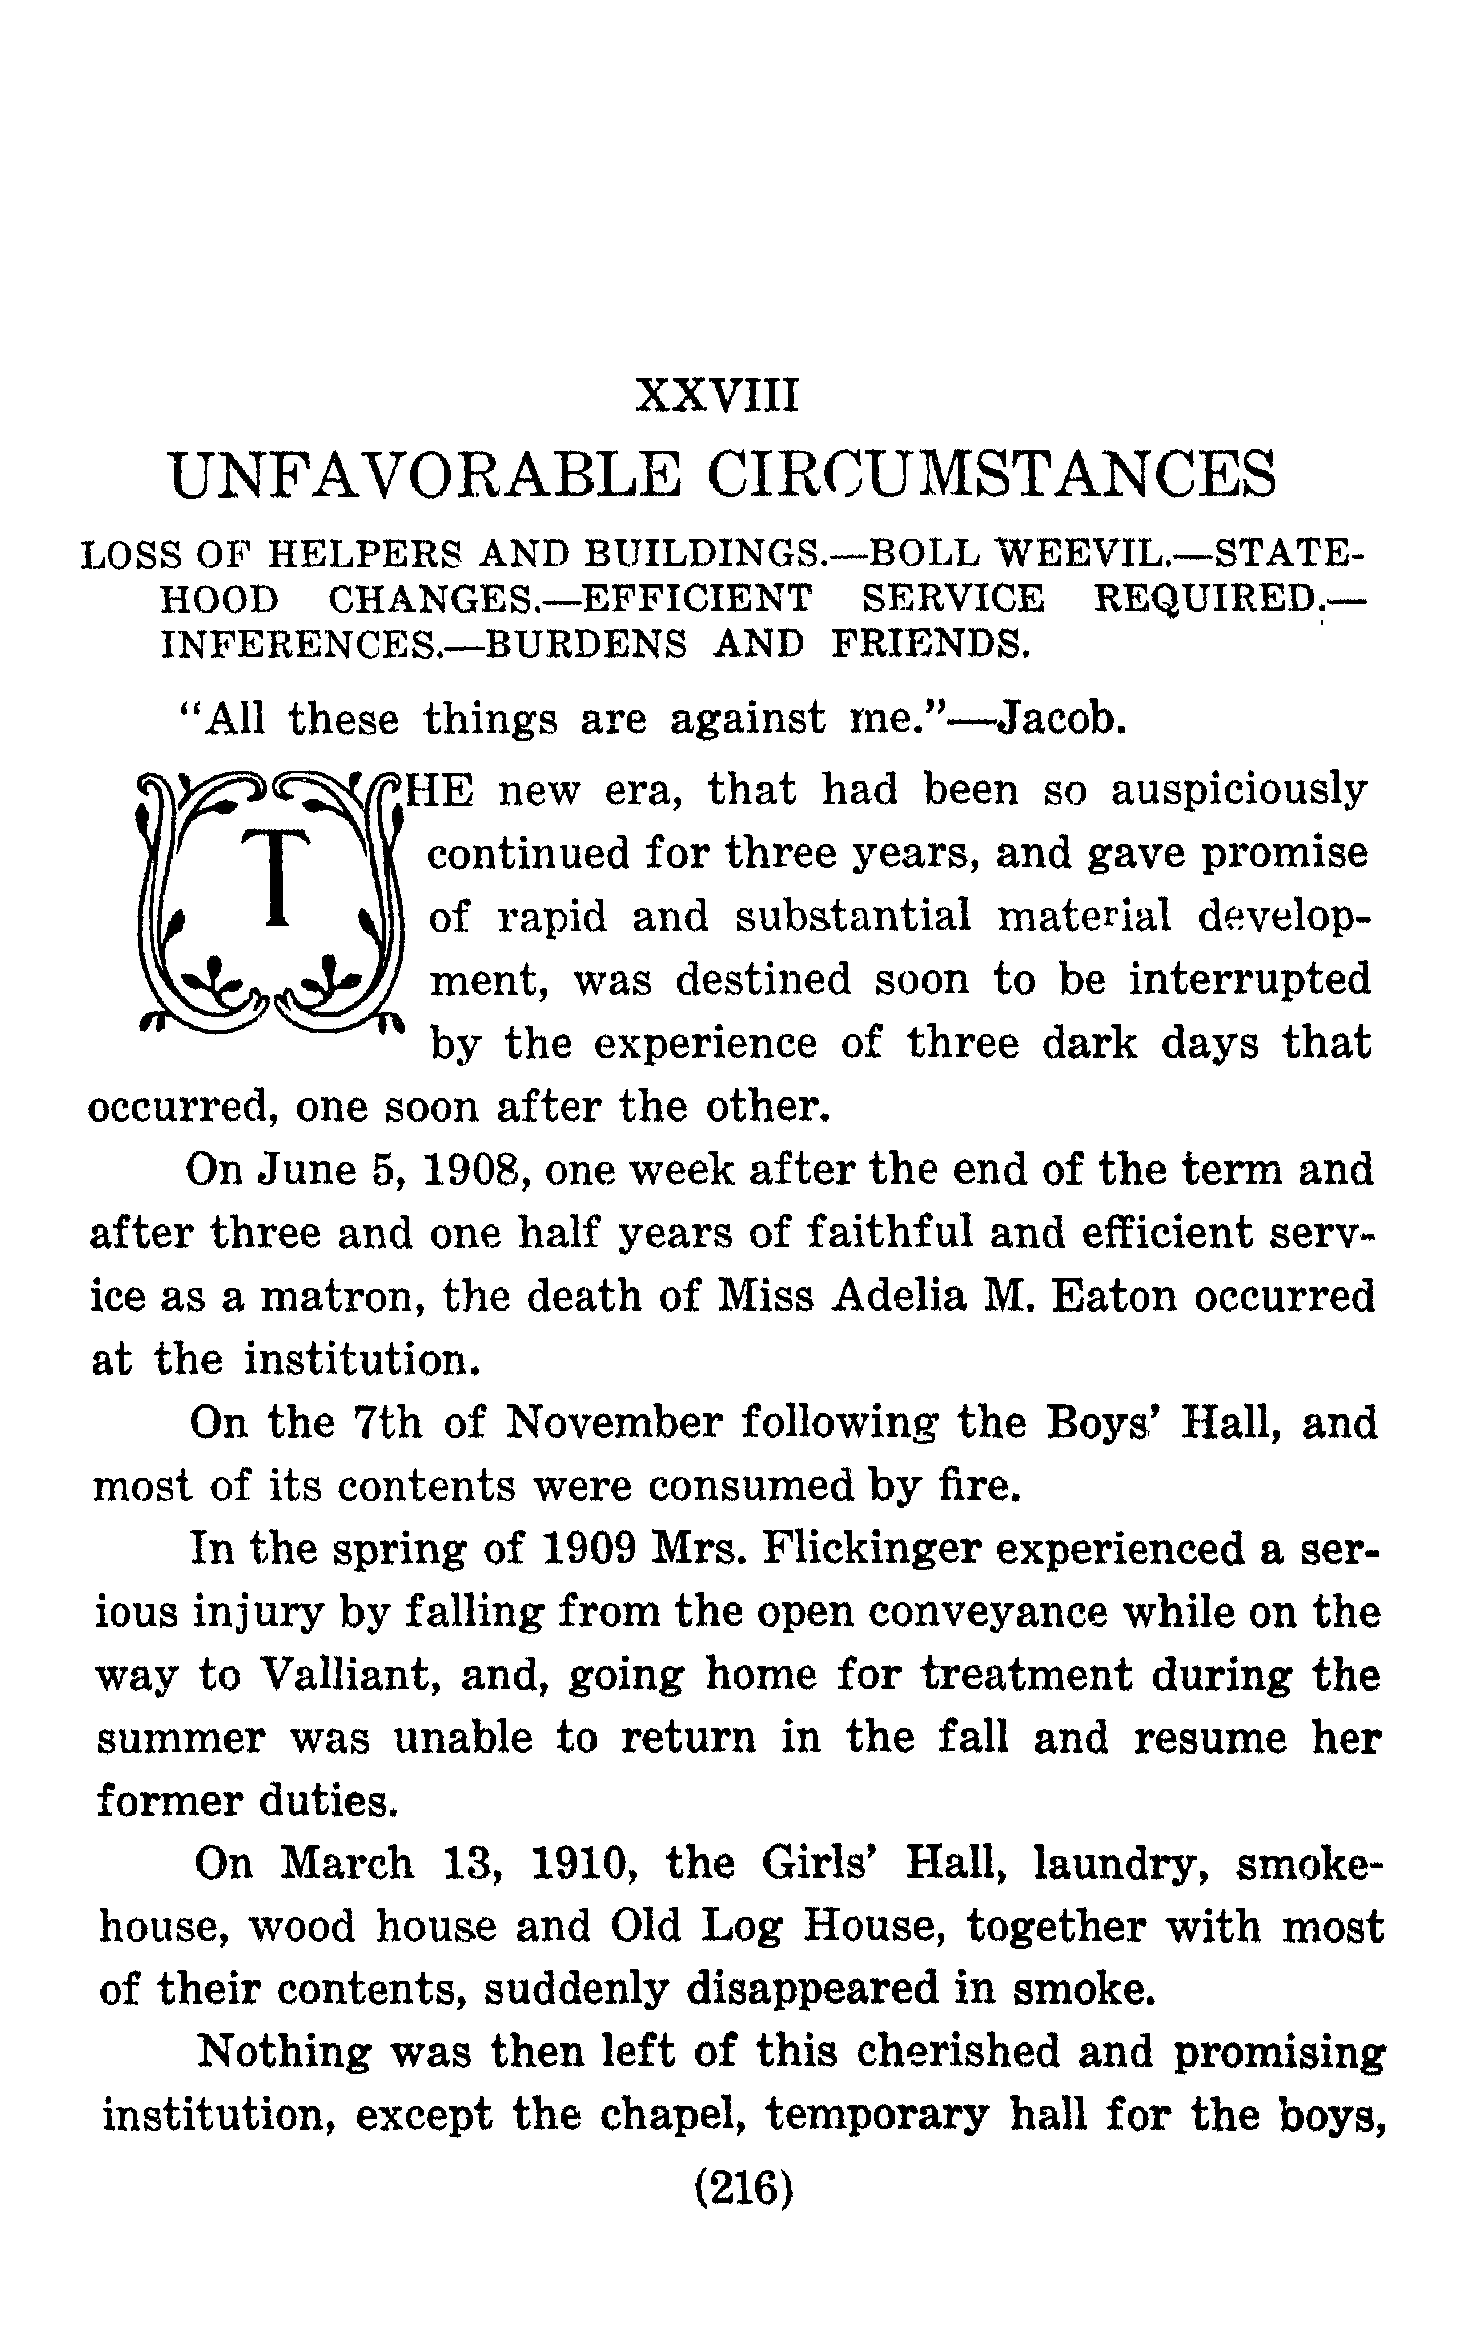 XXVIII
UNFAVORABLE CIRCUMSTANCES
LOSS OF HELPERS AND BUILDINGS.—BOLL WEEVIL.—STATE-
HOOD CHANGES.—EFFICIENT SERVICE REQUIRED.—
INFERENCES.—BURDENS AND FRIENDS.
"All these things are against me."—Jacob.
THE new era, that had been so auspiciously
continued for three years, and gave promise
of rapid and substantial material develop-
ment, was destined soon to be interrupted
by the experience of three dark days that
occurred, one soon after the other.
On June 5, 1908, one week after the end of the term and
after three and one half years of faithful and efficient serv-
ice as a matron, the death of Miss Adelia M. Eaton occurred
at the institution.
On the 7th of November following the Boys' Hall, and
most of its contents were consumed by fire.
In the spring of 1909 Mrs. Flickinger experienced a ser-
ious injury by falling from the open conveyance while on the
way to Valliant, and, going home for treatment during the
summer was unable to return in the fall and resume her
former duties.
On March 13, 1910, the Girls' Hall, laundry, smoke-
house, wood house and Old Log House, together with most
of their contents, suddenly disappeared in smoke.
Nothing was then left of this cherished and promising
institution, except the chapel, temporary hall for the boys,
(216)